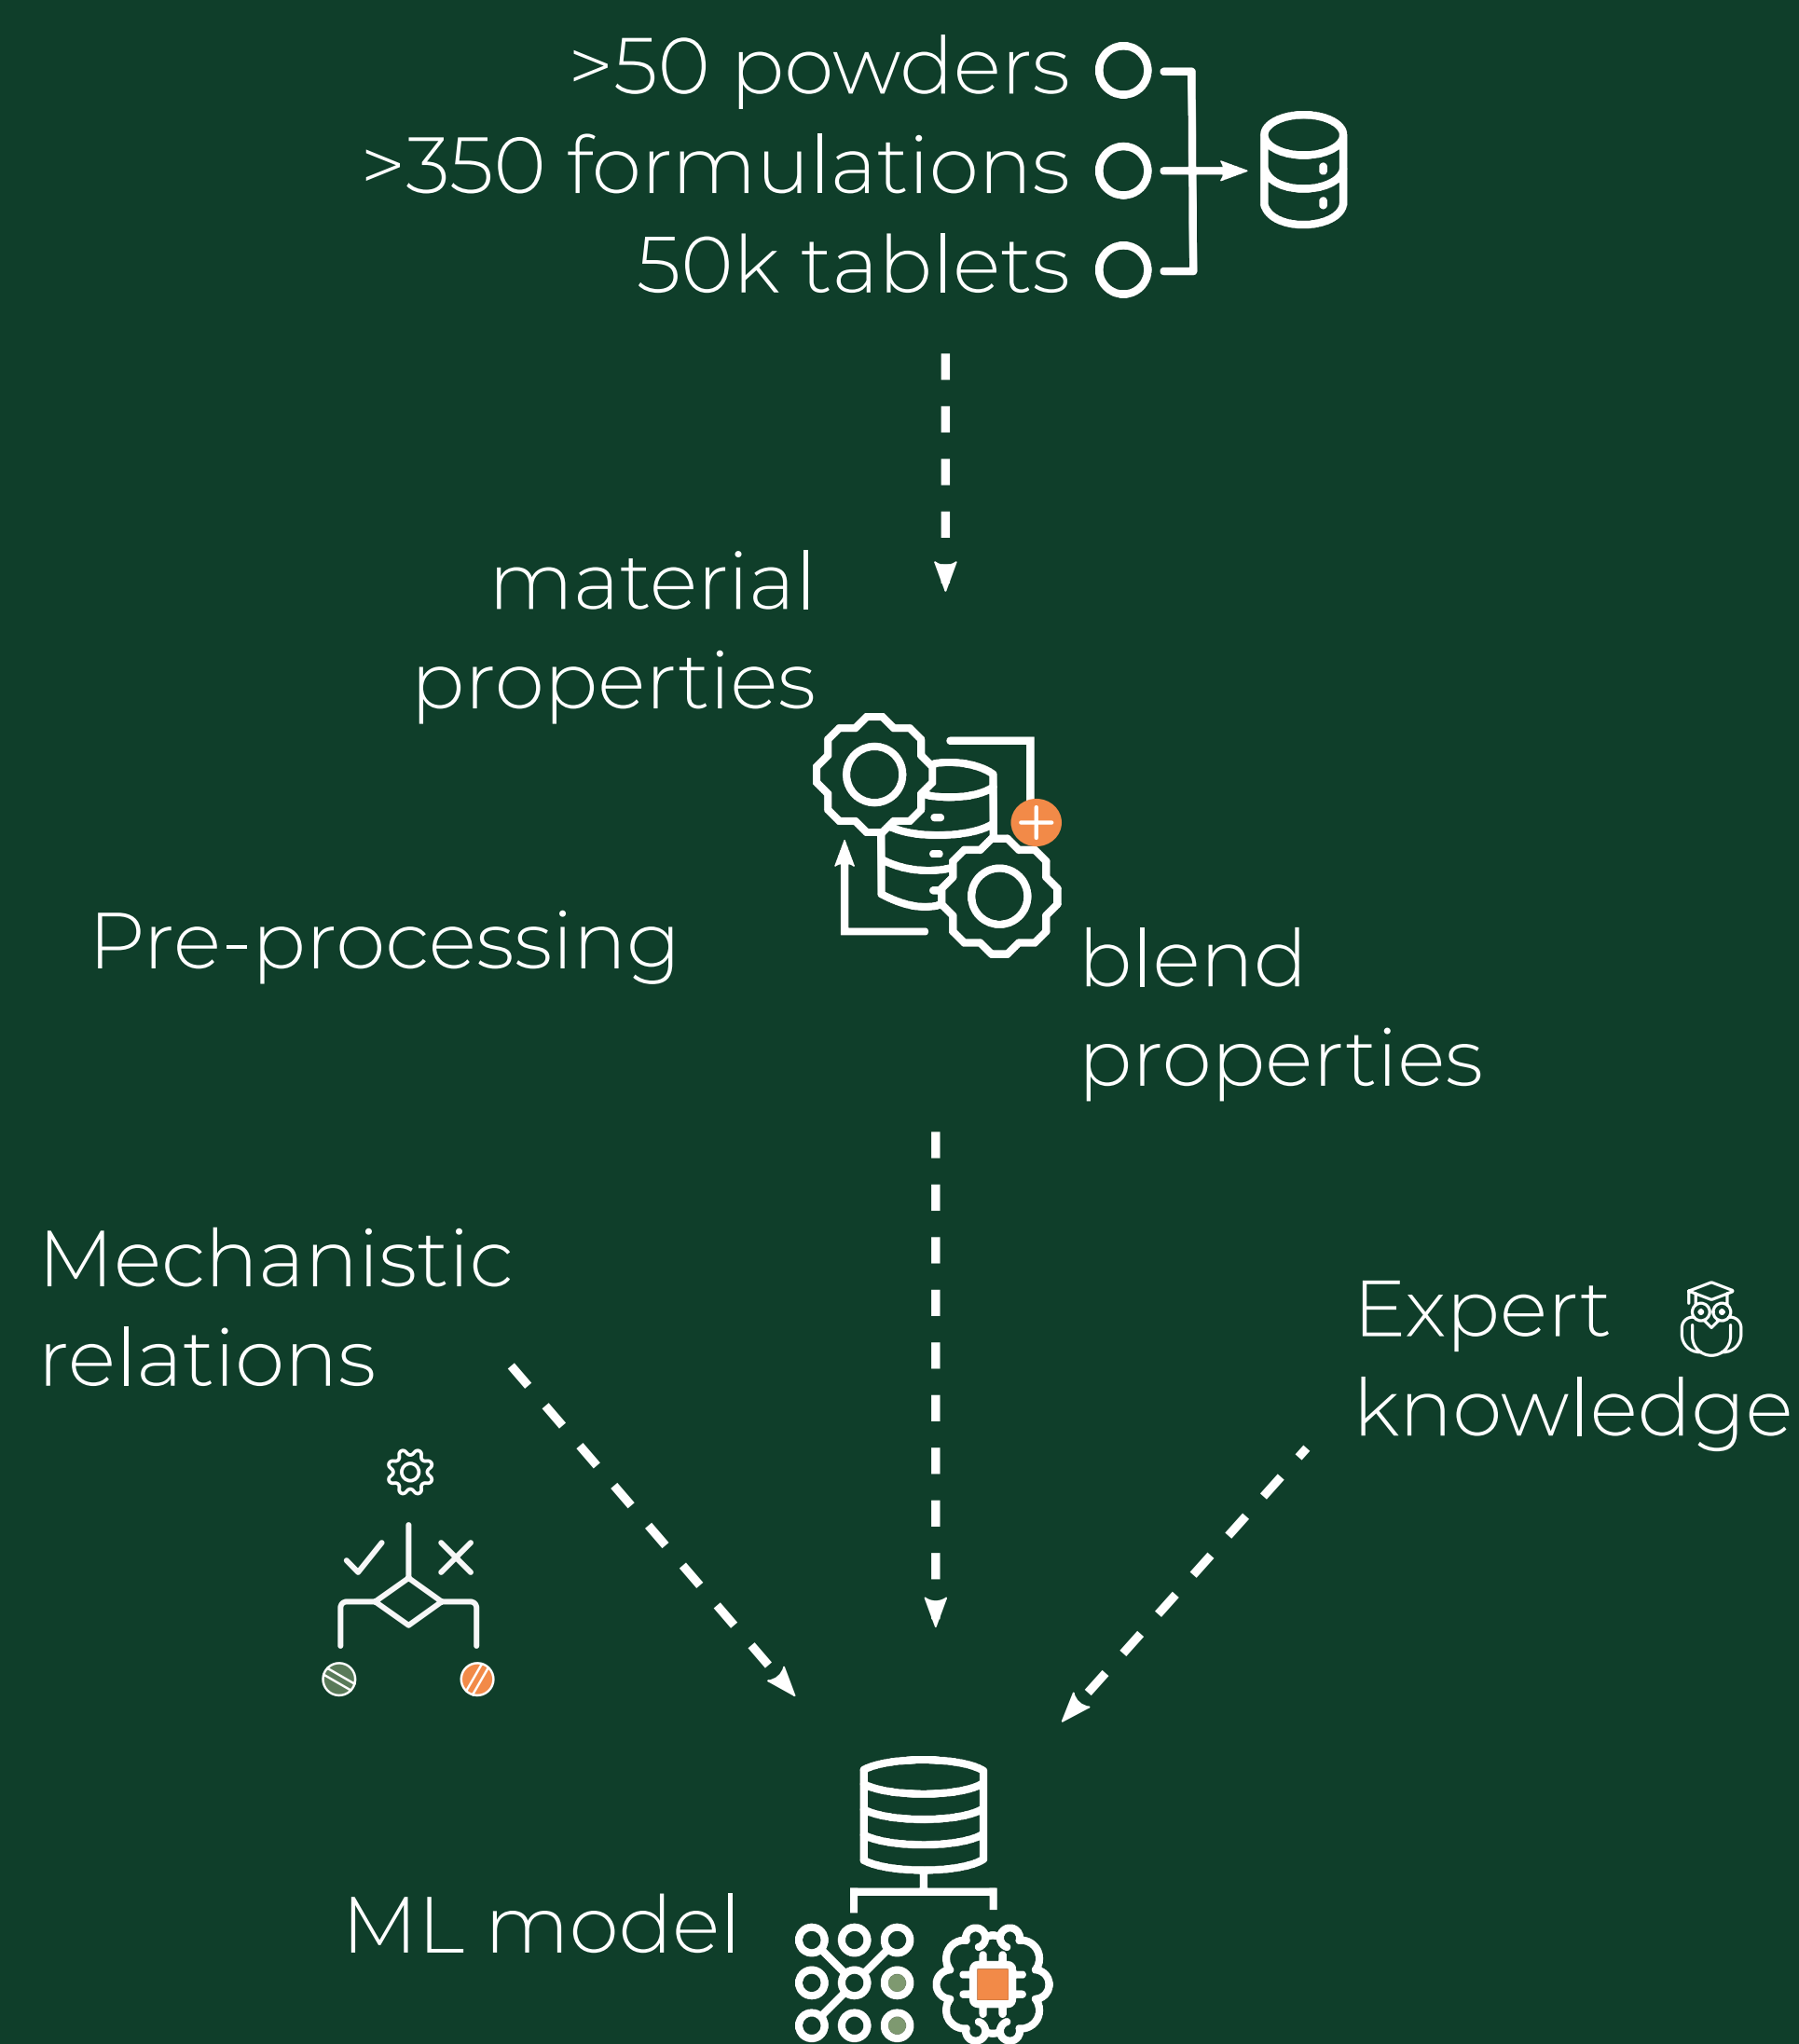 >50 powders
>350 formulations
50k tablets
material
properties
Pre-processing
blend
properties
Mechanistic
relations
Expert
knowledge
ML model